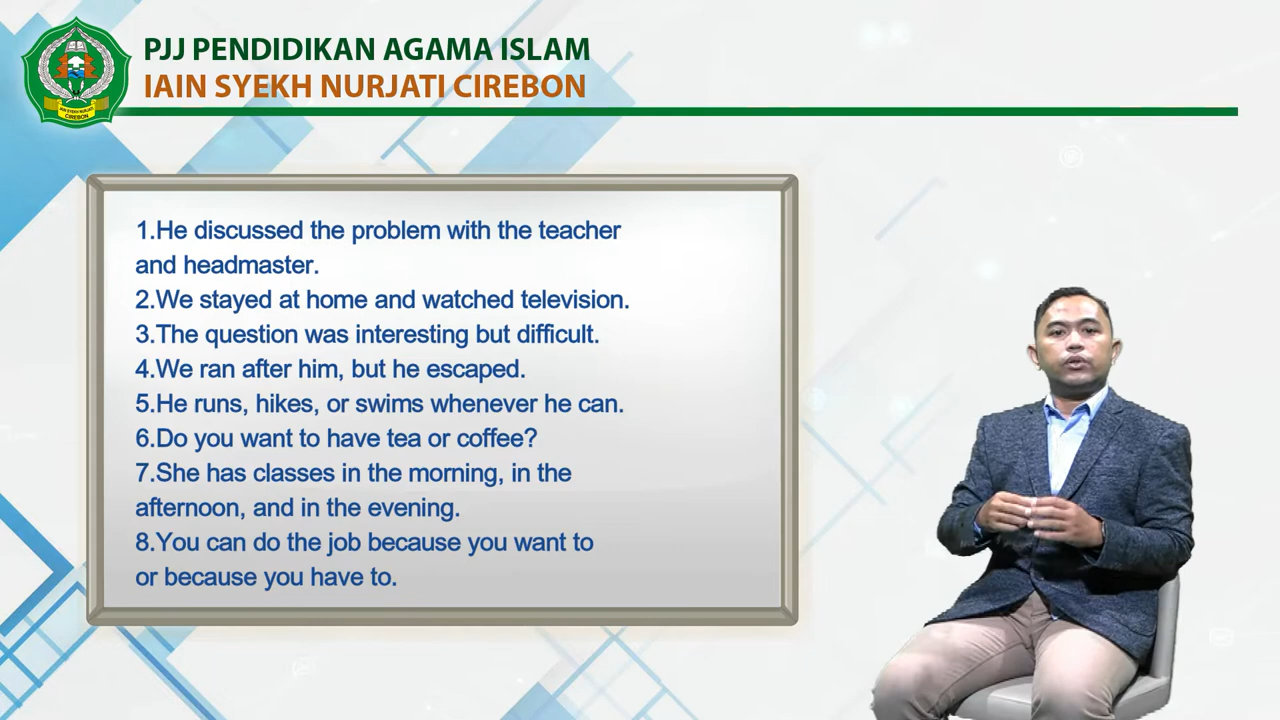 PJJ PENDIDIKAN AGAMA ISLAM
IAIN SYEKH NURJATI CIREBON
IAIN SYEKH NURJATI
CIREBON
1.He discussed the problem with the teacher
and headmaster.
2.We stayed at home and watched television.
3.The question was interesting but difficult.
4.We ran after him, but he escaped.
5.He runs, hikes, or swims whenever he can.
6.Do you want to have tea or coffee?
7.She has classes in the morning, in the
afternoon, and in the evening.
8.You can do the job because you want to
or because you have to.